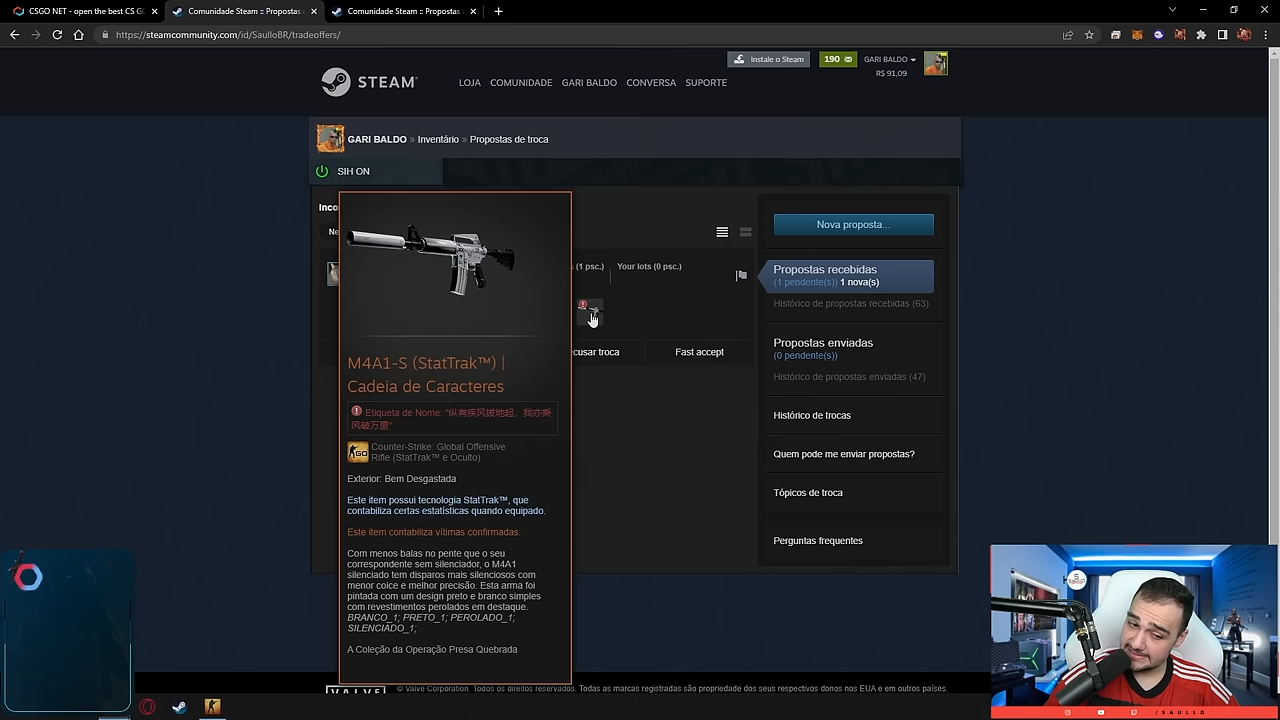 CSGO NET - open the best CS G
Comunidade Steam :: Propostas
Comunidade Steam :: Propostas
https://steamcommunity.com/id/SaulloBR/tradeoffers/
STEAM
LOJA COMUNIDADE GARI BALDO CONVERSA SUPORTE
Instale o Steam
190
GARI BALDO
R$ 91,09
GARI BALDO » Inventário » Propostas de troca
SIH ON
Inco
Ne
(1 psc.)
Your lots (0 psc.)
ecusar troca
Fast accept
M4A1-S (StatTrak™) |
Cadeia de Caracteres
Etiqueta de Nome: "纵有疾风拔地起，我亦乘
风破万里"
Counter-Strike: Global Offensive
Rifle (StatTrak™ e Oculto)
Exterior: Bem Desgastada
Este item possui tecnologia StatTrak™, que
contabiliza certas estatísticas quando equipado.
Este item contabiliza vítimas confirmadas.
Com menos balas no pente que o seu
correspondente sem silenciador, o M4A1
silenciado tem disparos mais silenciosos com
menor coice e melhor precisão. Esta arma foi
pintada com um design preto e branco simples
com revestimentos perolados em destaque.
BRANCO_1; PRETO_1; PEROLADO_1;
SILENCIADO_1;
A Coleção da Operação Presa Quebrada
Nova proposta...
Propostas recebidas
(1 pendente(s)) 1 nova(s)
Histórico de propostas recebidas (63)
Propostas enviadas
(0 pendente(s))
Histórico de propostas enviadas (47)
Histórico de trocas
Quem pode me enviar propostas?
Tópicos de troca
Perguntas frequentes
VALVE
© Valve Corporation. Todos os direitos reservados. Todas as marcas registradas são propriedade dos seus respectivos donos nos EUA e em outros países.
/SAULLO